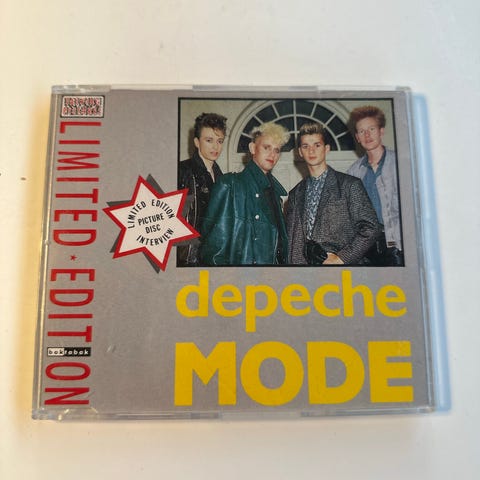 LIMITED ★ EDITION
LIMITED EDITION
PICTURE
DISC
INTERVIEW
depeche
MODE
baktabak